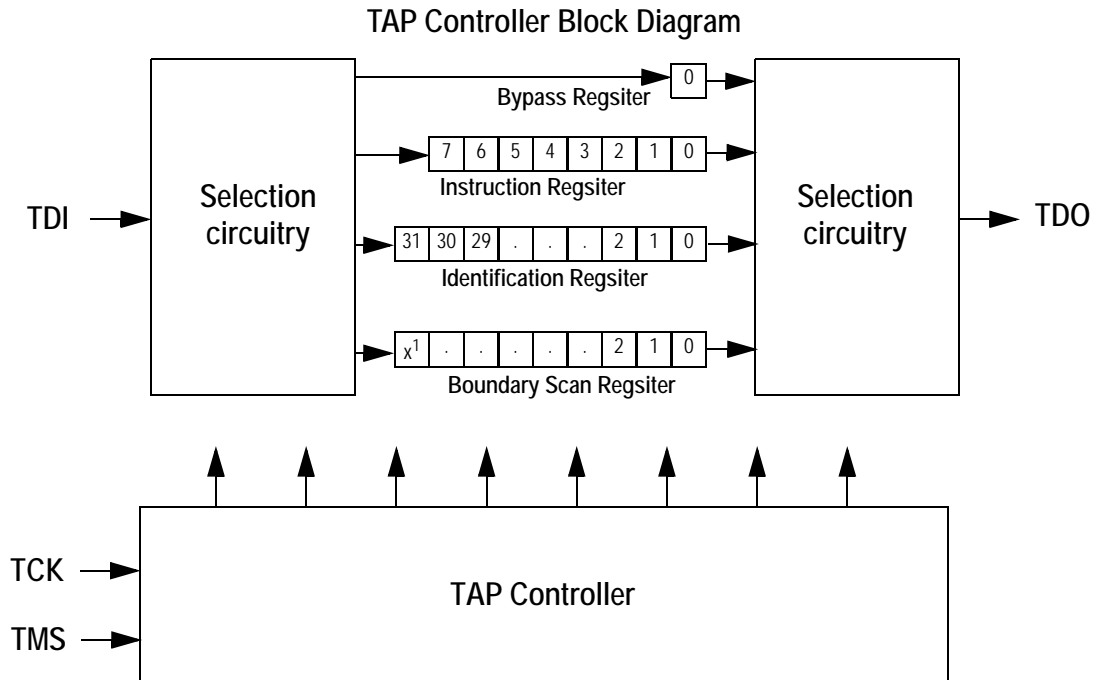 TAP Controller Block Diagram
0
Bypass Regsiter
7 6 5 4 3 2 1 0
Instruction Regsiter
Selection
circuitry
Selection
circuitry
TDI
TDO
31 30 29 . . . 2 1 0
Identification Regsiter
x1 . . . . . 2 1 0
Boundary Scan Regsiter
TCK
TAP Controller
TMS